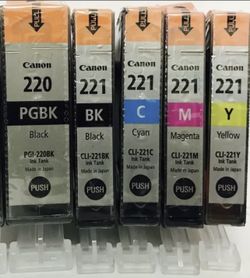 PULL
Canon
220
PGBK
Black
PGI-220BK
Ink Tank
Made in Japan
PUSH
Canon
221
BK
Black
CLI-221BK
Ink Tank
Made in Japan
PUSH
Canon
221
C
Cyan
CLI-221C
Ink Tank
Made in Japan
PUSH
Canon
221
M
Magenta
CLI-221M
Ink Tank
Made in Japan
PUSH
Canon
221
Y
Yellow
CLI-221Y
Ink Tank
Made in Japan
PUSH